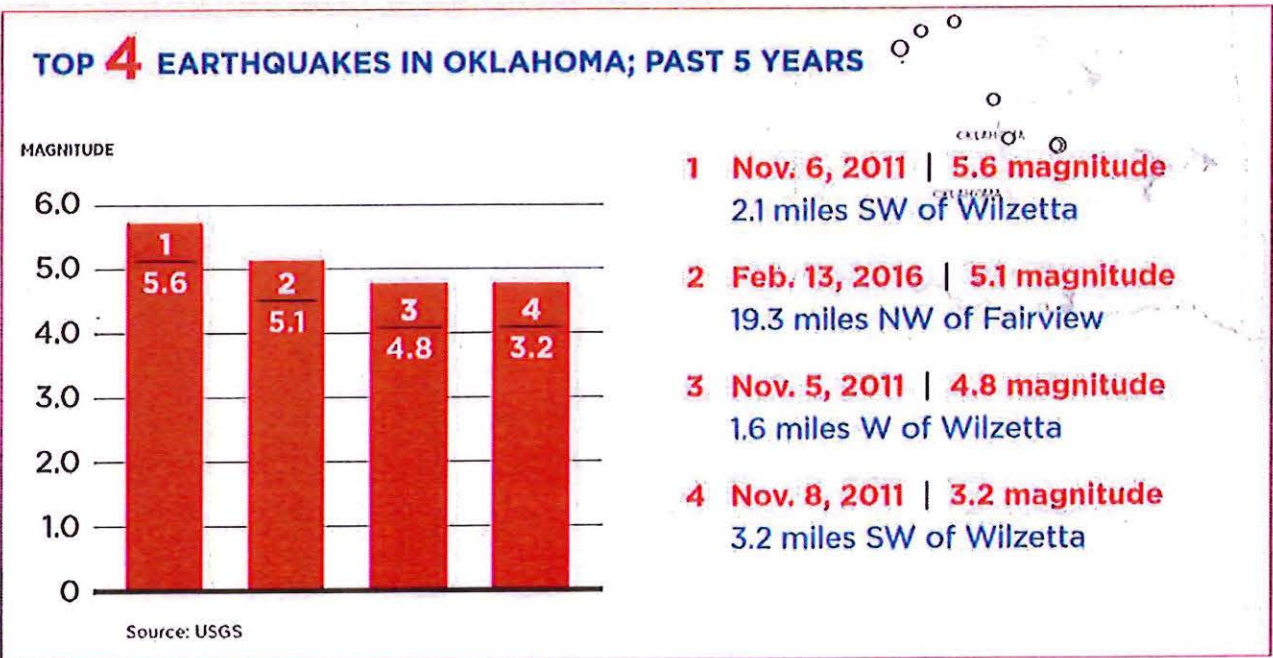 TOP 4 EARTHQUAKES IN OKLAHOMA; PAST 5 YEARS
MAGNITUDE
6.0
5.0
4.0
3.0
2.0
1.0
0
1
5.6
2
5.1
3
4.8
4
3.2
Source: USGS
OKLAHOMA
1 Nov. 6, 2011 | 5.6 magnitude
2.1 miles SW of Wilzetta
2 Feb. 13, 2016 | 5.1 magnitude
19.3 miles NW of Fairview
3 Nov. 5, 2011 | 4.8 magnitude
1.6 miles W of Wilzetta
4 Nov. 8, 2011 | 3.2 magnitude
3.2 miles SW of Wilzetta